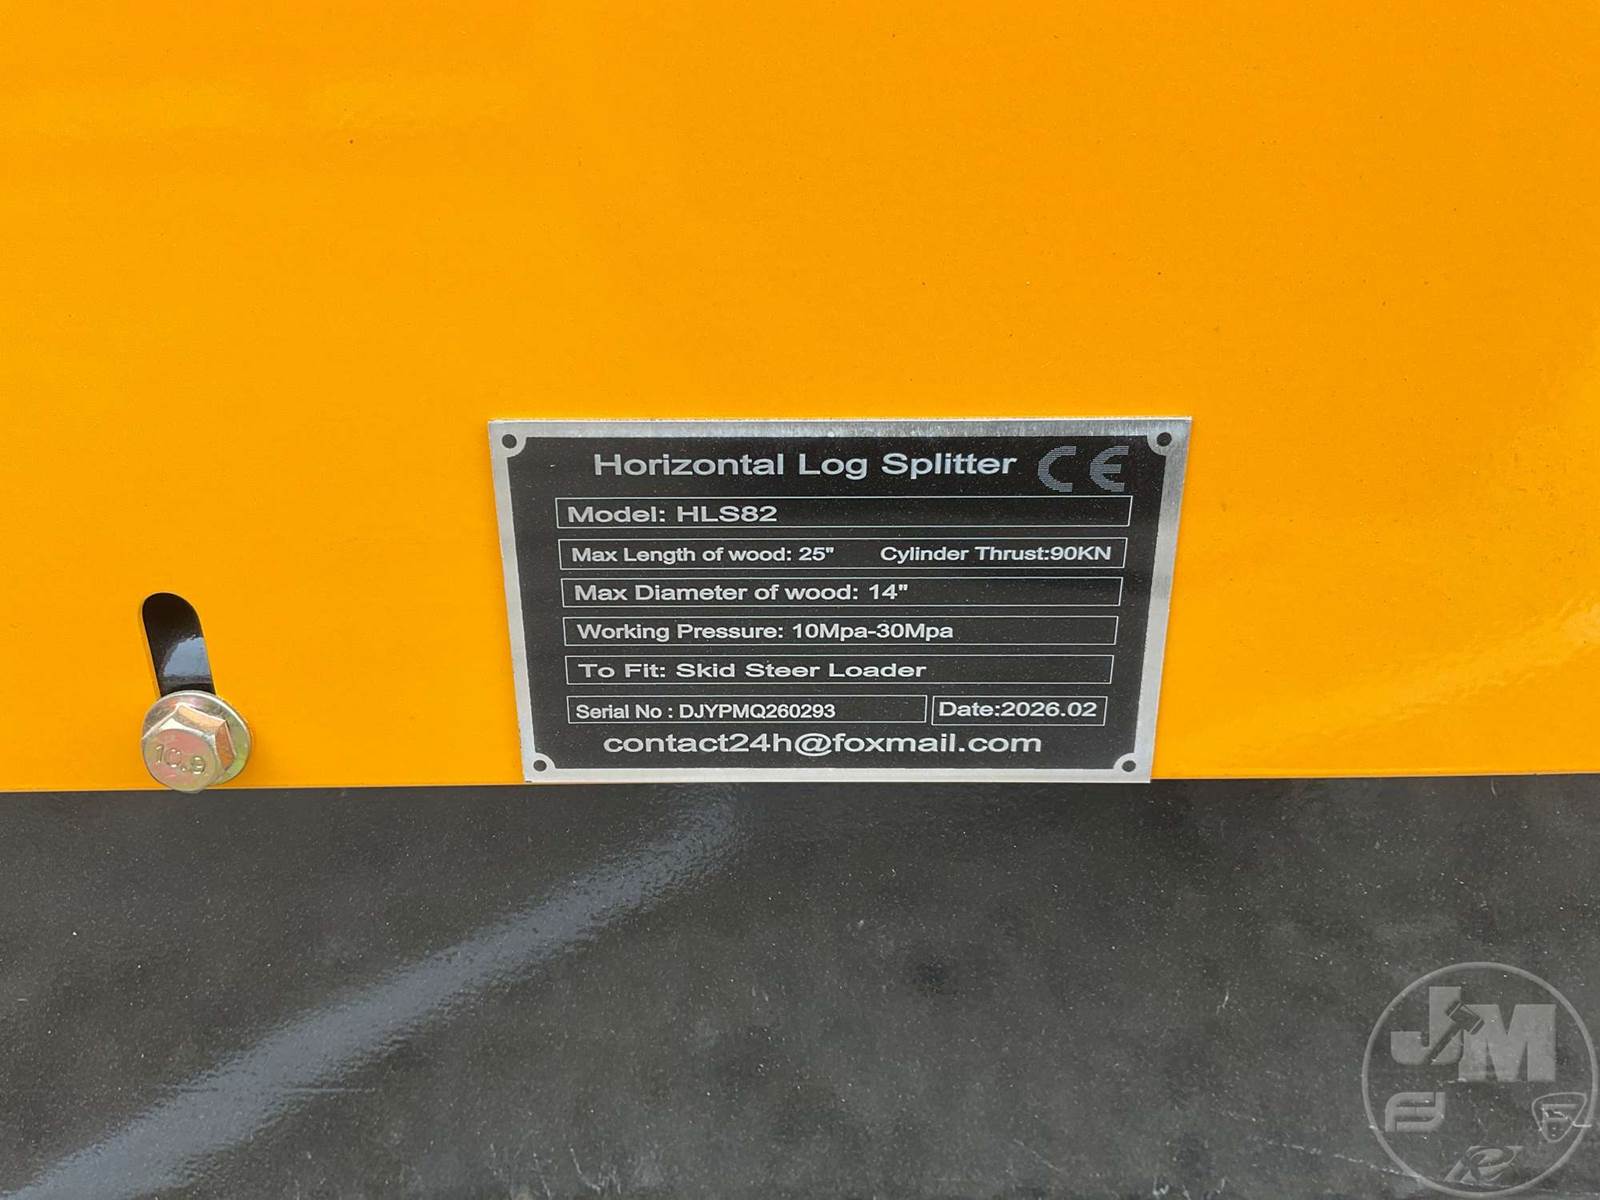 Horizontal Log Splitter CE
Model: HLS82
Max Length of wood: 25" Cylinder Thrust:90KN
Max Diameter of wood: 14"
Working Pressure: 10Mpa-30Mpa
To Fit: Skid Steer Loader
Serial No : DJYPMQ260293 Date:2026.02
contact24h@foxmail.com
10.9
JM